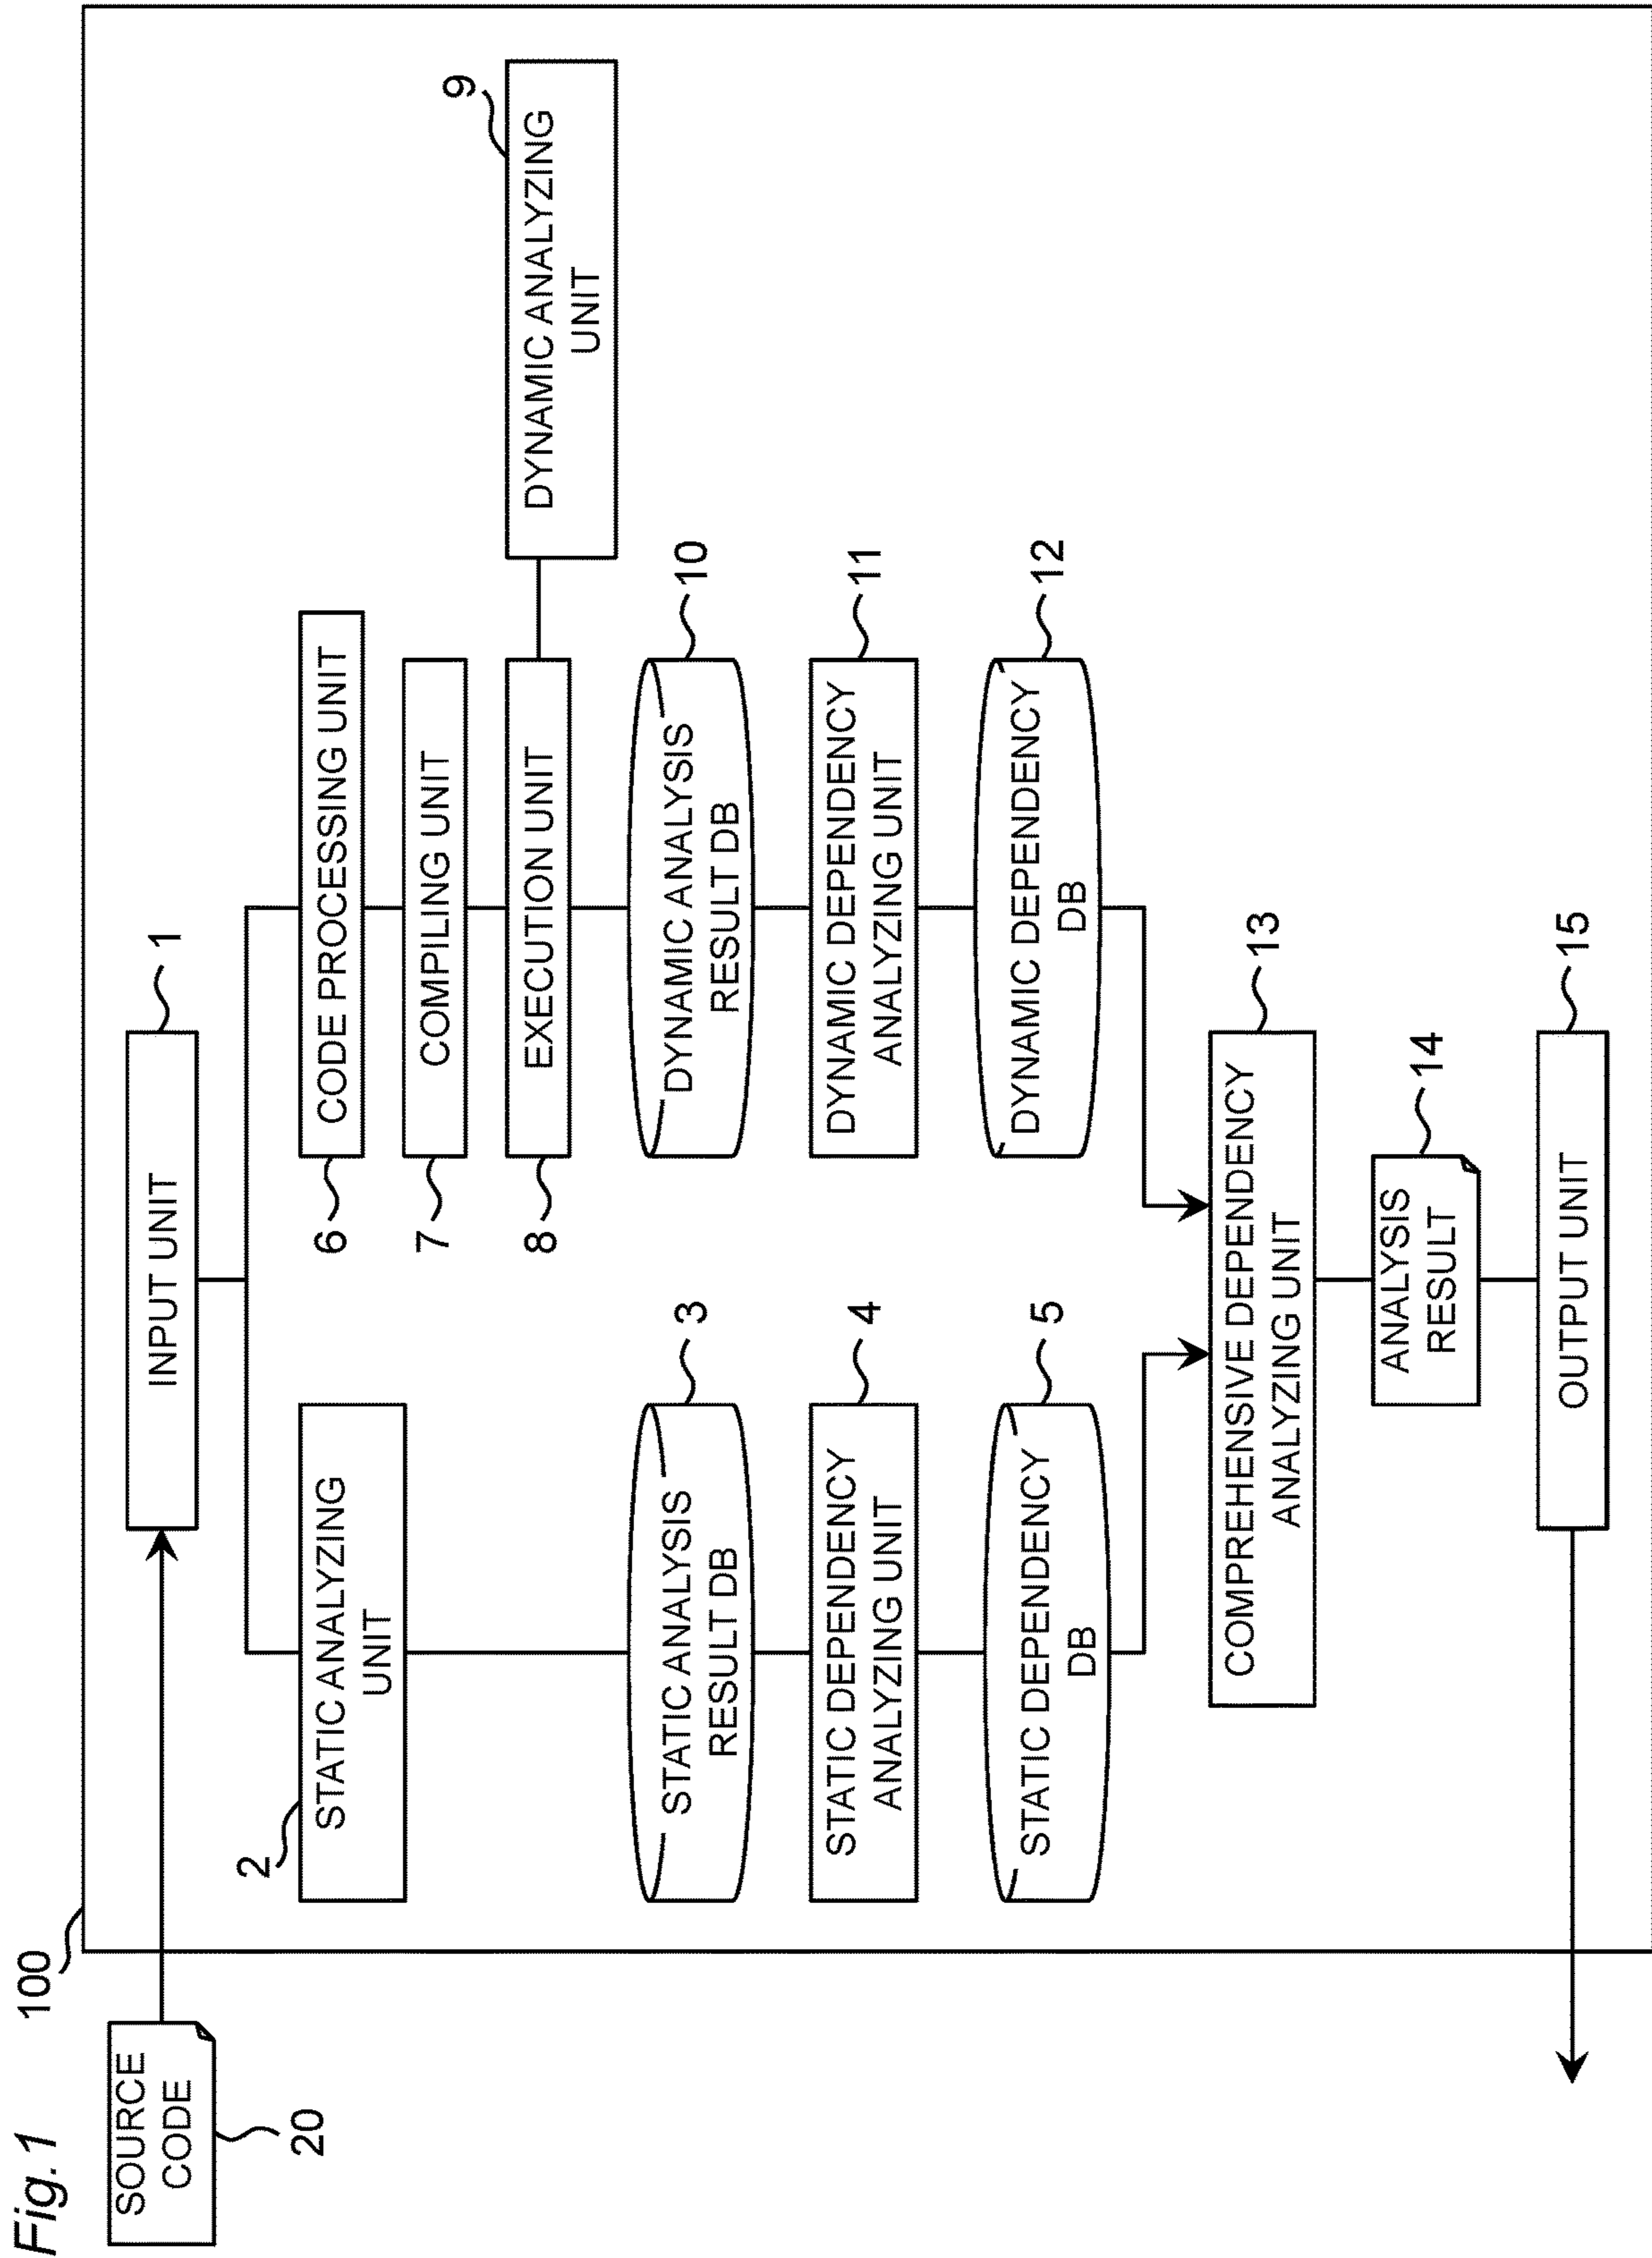 Fig.1
100
SOURCE
CODE
20
INPUT UNIT
1
2
STATIC ANALYZING
UNIT
STATIC ANALYSIS
RESULT DB
3
STATIC DEPENDENCY
ANALYZING UNIT
4
STATIC DEPENDENCY
DB
5
CODE PROCESSING UNIT
6
COMPILING UNIT
7
EXECUTION UNIT
8
DYNAMIC ANALYZING
UNIT
9
DYNAMIC ANALYSIS
RESULT DB
10
DYNAMIC DEPENDENCY
ANALYZING UNIT
11
DYNAMIC DEPENDENCY
DB
12
COMPREHENSIVE DEPENDENCY
ANALYZING UNIT
13
ANALYSIS
RESULT
14
OUTPUT UNIT
15